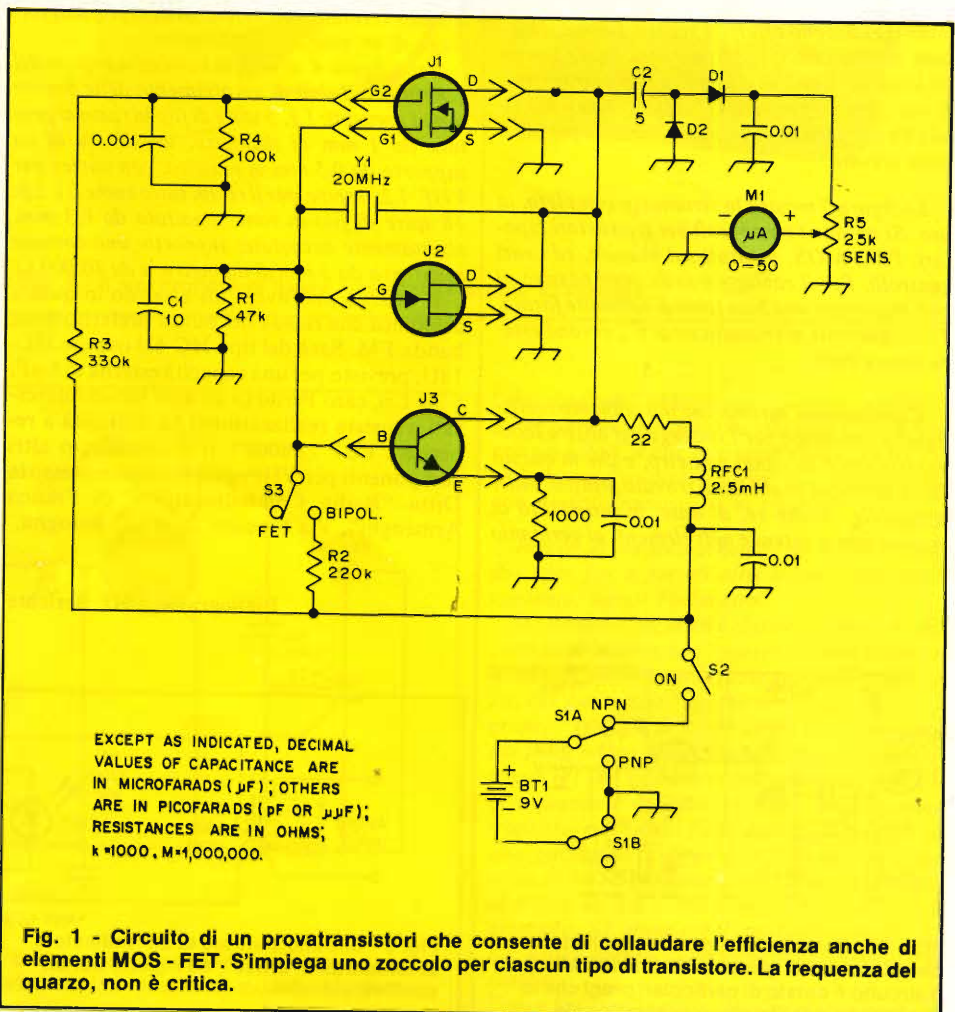 J1
G2
D
G1
S
0.001
R4
100k
Y1
20MHz
C2
5
D1
D2
0.01
M1
- +
μA
0-50
R5
25k
SENS.
C1
10
R1
47k
J2
G
D
S
R3
330k
J3
B
C
E
22
RFC1
2.5mH
S3
FET
BIPOL.
R2
220k
1000
0.01
0.01
S2
ON
NPN
S1A
PNP
+
BT1
9V
-
S1B
EXCEPT AS INDICATED, DECIMAL
VALUES OF CAPACITANCE ARE
IN MICROFARADS (μF); OTHERS
ARE IN PICOFARADS (pF OR μμF);
RESISTANCES ARE IN OHMS;
k=1000, M=1,000,000.
Fig. 1 - Circuito di un provatransistori che consente di collaudare l'efficienza anche di
elementi MOS - FET. S'impiega uno zoccolo per ciascun tipo di transistore. La frequenza del
quarzo, non è critica.